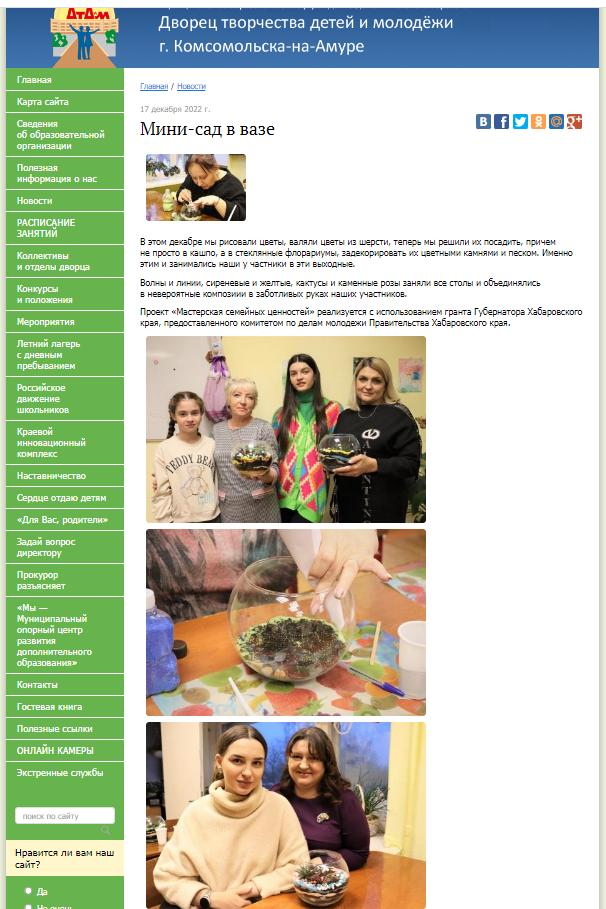 ДТДиМ
Дворец творчества детей и молодёжи
г. Комсомольска-на-Амуре
Главная
Карта сайта
Сведения
об образовательной
организации
Полезная
информация о нас
Новости
РАСПИСАНИЕ
ЗАНЯТИЙ
Коллективы
и отделы дворца
Конкурсы
и положения
Мероприятия
Летний лагерь
с дневным
пребыванием
Российское
движение
школьников
Краевой
инновационный
комплекс
Наставничество
Сердце отдаю детям
«Для Вас, родители»
Задай вопрос
директору
Прокурор
разъясняет
«Мы —
Муниципальный
опорный центр
развития
дополнительного
образования»
Контакты
Гостевая книга
Полезные ссылки
ОНЛАЙН КАМЕРЫ
Экстренные службы
поиск по сайту
Нравится ли вам наш
сайт?
Да
Не очень
Главная / Новости
17 декабря 2022 г.
Мини-сад в вазе
В этом декабре мы рисовали цветы, валяли цветы из шерсти, теперь мы решили их посадить, причем
не просто в кашпо, а в стеклянные флорариумы, задекорировать их цветными камнями и песком. Именно
этим и занимались наши у частники в эти выходные.
Волны и линии, сиреневые и желтые, кактусы и каменные розы заняли все столы и объединялись
в невероятные композиии в заботливых руках наших участников.
Проект «Мастерская семейных ценностей» реализуется с использованием гранта Губернатора Хабаровского
края, предоставленного комитетом по делам молодежи Правительства Хабаровского края.
TEDDY BEAR